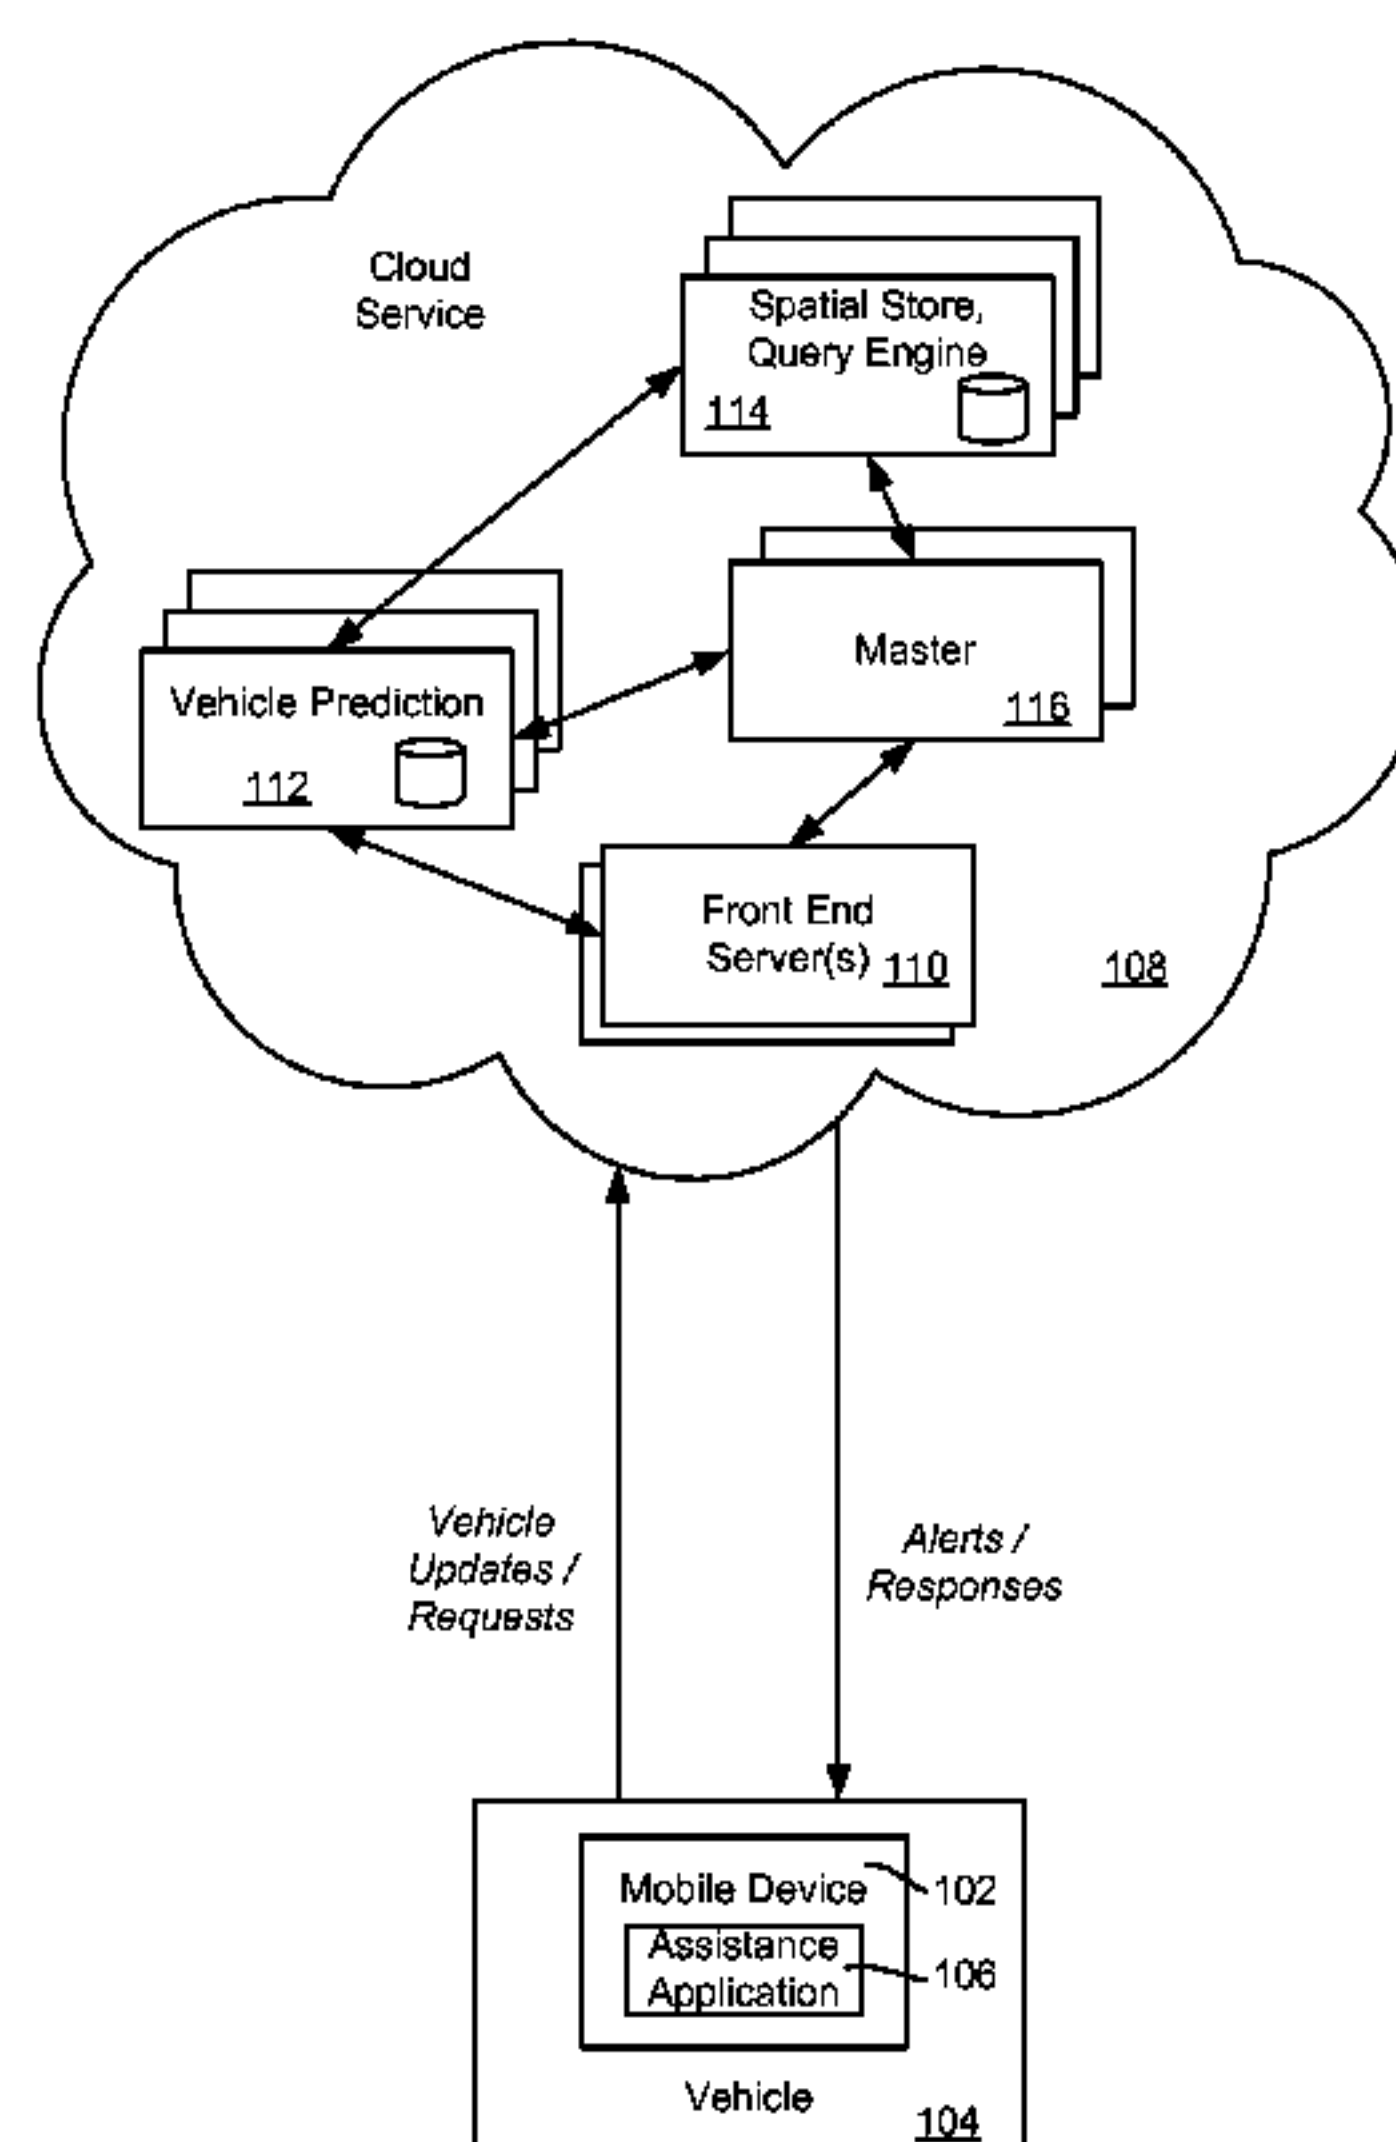 Cloud
Service
Spatial Store,
Query Engine
114
Master
116
Vehicle Prediction
112
Front End
Server(s) 110
108
Vehicle
Updates /
Requests
Alerts /
Responses
Mobile Device
102
Assistance
Application
106
Vehicle
104